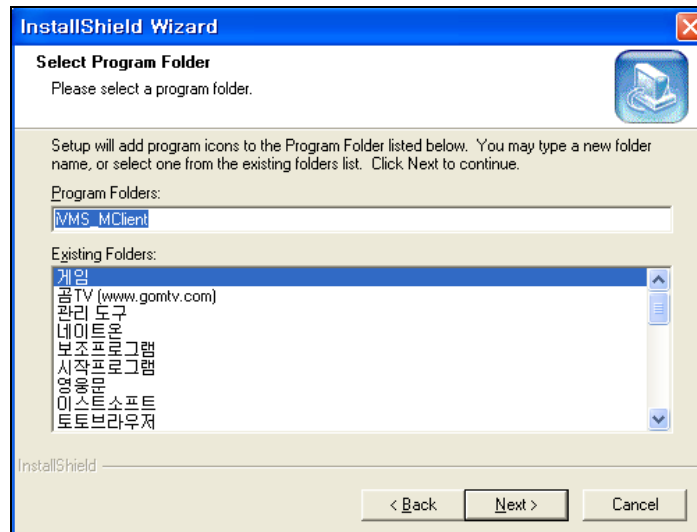 InstallShield Wizard
Select Program Folder
Please select a program folder.
Setup will add program icons to the Program Folder listed below. You may type a new folder
name, or select one from the existing folders list. Click Next to continue.
Program Folders:
iVMS_MClient
Existing Folders:
게임
곰TV (www.gomtv.com)
관리 도구
네이트온
보조프로그램
시작프로그램
영웅문
이스트소프트
토토브라우저
InstallShield
< Back
Next >
Cancel